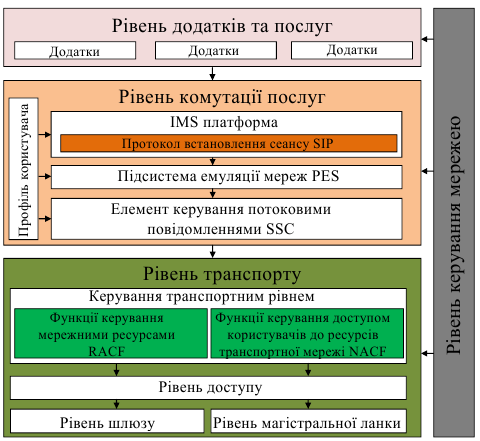 Рівень додатків та послуг
Додатки
Додатки
Додатки
Рівень комутації послуг
Профіль користувача
IMS платформа
Протокол встановлення сеансу SIP
Підсистема емуляції мереж PES
Елемент керування потоковими
повідомленнями SSC
Рівень транспорту
Керування транспортним рівнем
Функції керування
мережними ресурсами
RACF
Функції керування доступом
користувачів до ресурсів
транспортної мережі NACF
Рівень доступу
Рівень шлюзу
Рівень магістральної ланки
Рівень керування мережею